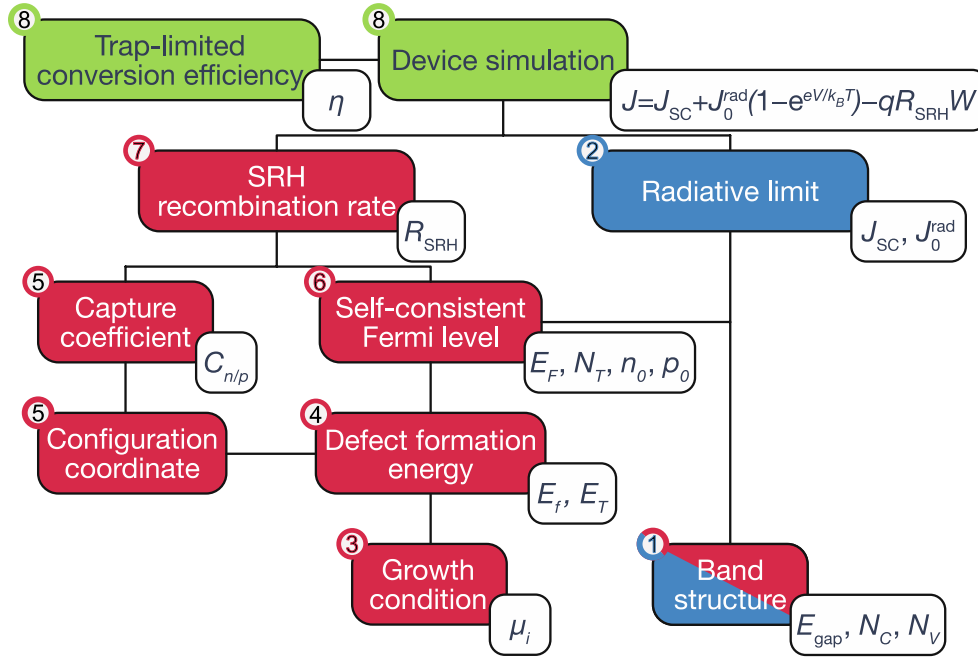 8
Trap-limited
conversion efficiency
η
8
Device simulation
J=J_SC+J_0^rad(1−e^{eV/k_BT})−qR_SRHW
7
SRH
recombination rate
R_SRH
2
Radiative limit
J_SC, J_0^rad
5
Capture
coefficient
C_n/p
6
Self-consistent
Fermi level
E_F, N_T, n_0, p_0
5
Configuration
coordinate
4
Defect formation
energy
E_f, E_T
3
Growth
condition
μ_i
1
Band
structure
E_gap, N_C, N_V